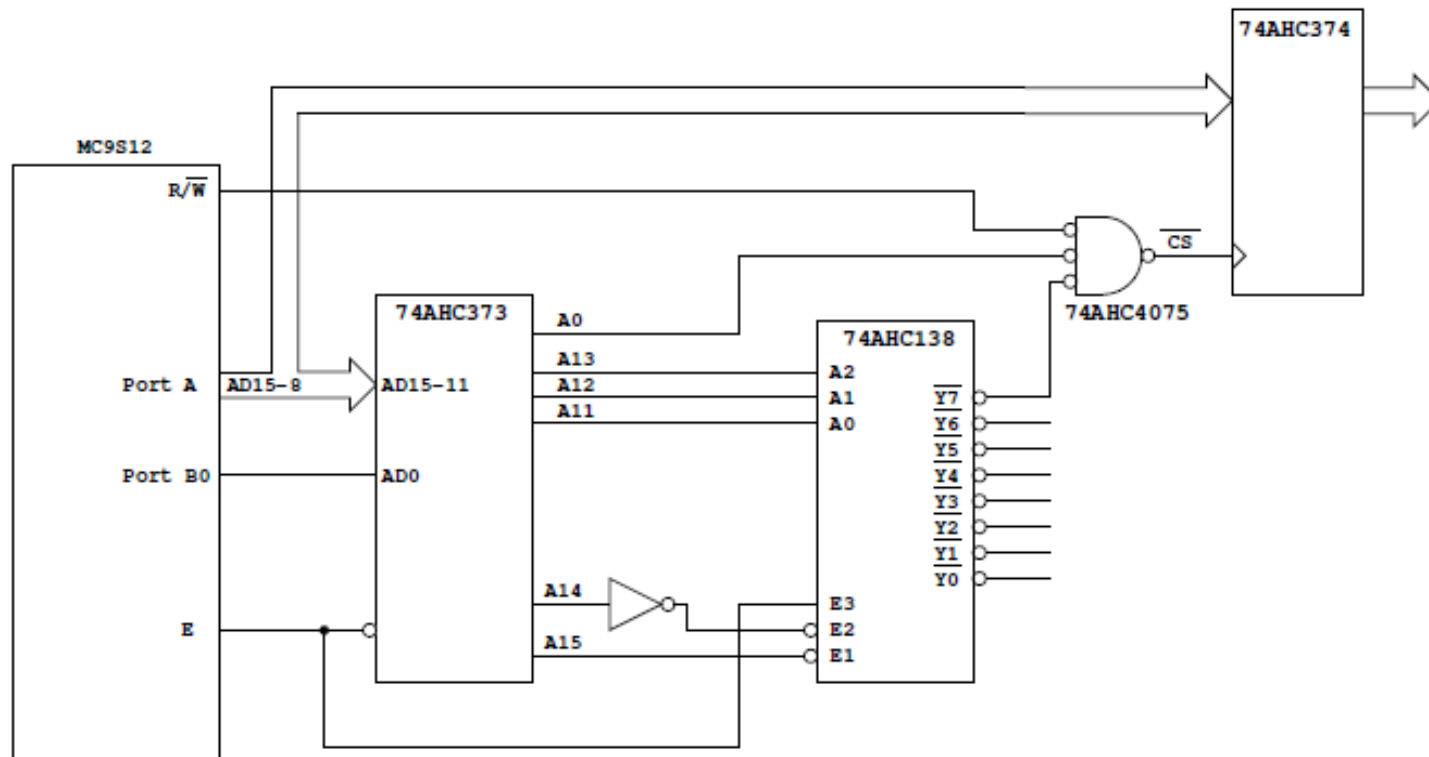 74AHC374
MC9S12
R/W
CS
74AHC373
A0
74AHC4075
74AHC138
A13
A2
Port A
AD15-8
AD15-11
A12
A1
Y7
A11
A0
Y6
Y5
Port B0
AD0
Y4
Y3
Y2
Y1
Y0
A14
E3
E
E2
A15
E1